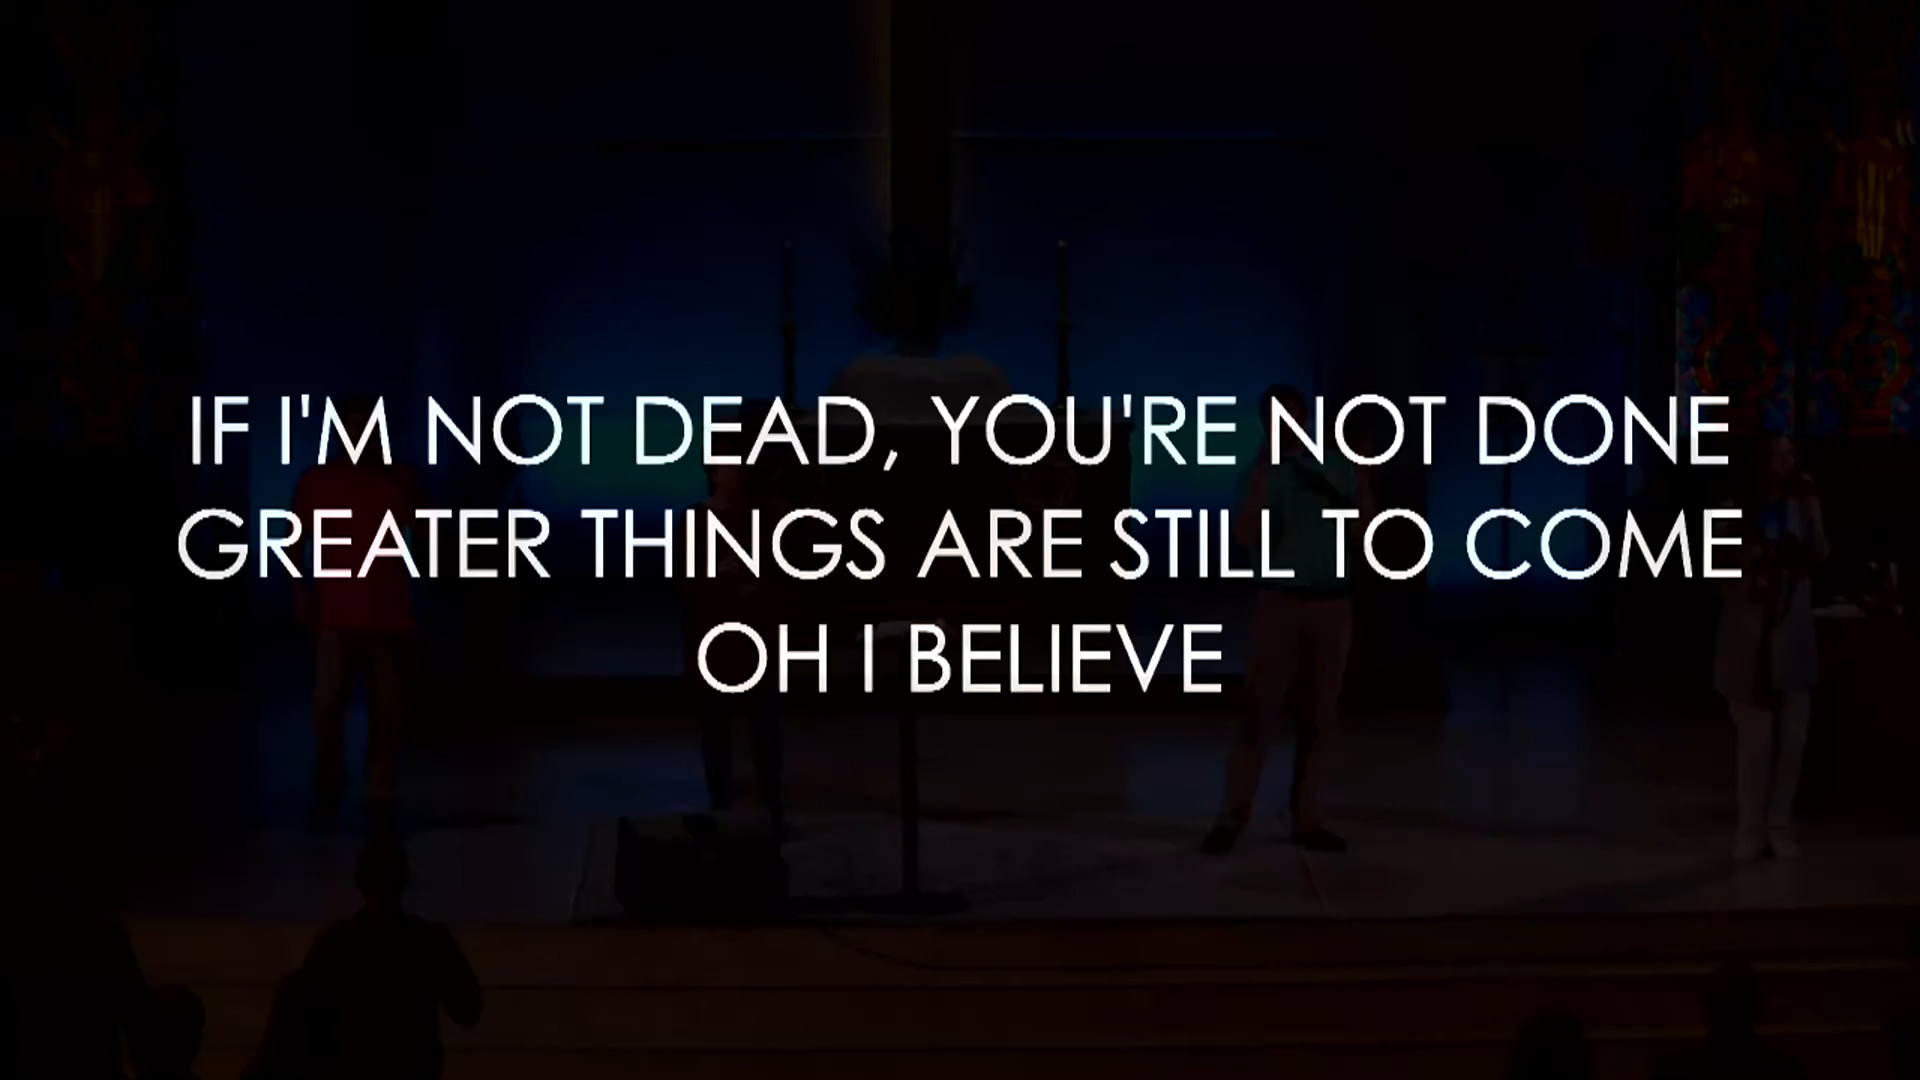 IF I'M NOT DEAD, YOU'RE NOT DONE
GREATER THINGS ARE STILL TO COME
OH I BELIEVE